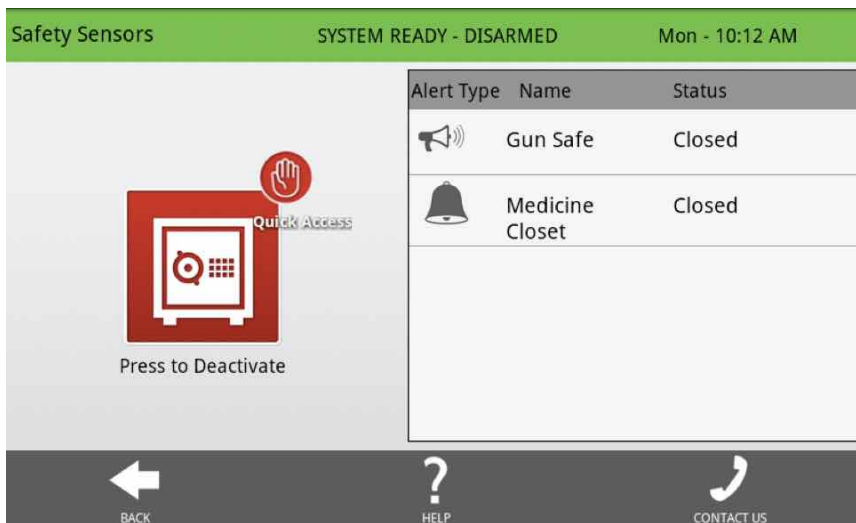 Safety Sensors SYSTEM READY - DISARMED Mon - 10:12 AM
Alert Type Name Status
Gun Safe Closed
Medicine Closed
Closet
Quick Access
Press to Deactivate
BACK HELP CONTACT US